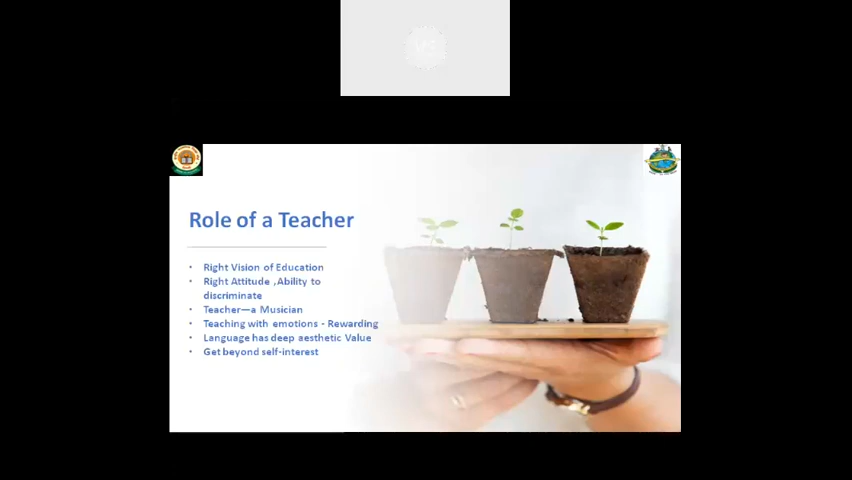 Role of a Teacher
Right Vision of Education
Right Attitude ,Ability to
discriminate
Teacher—a Musician
Teaching with emotions - Rewarding
Language has deep aesthetic Value
Get beyond self-interest